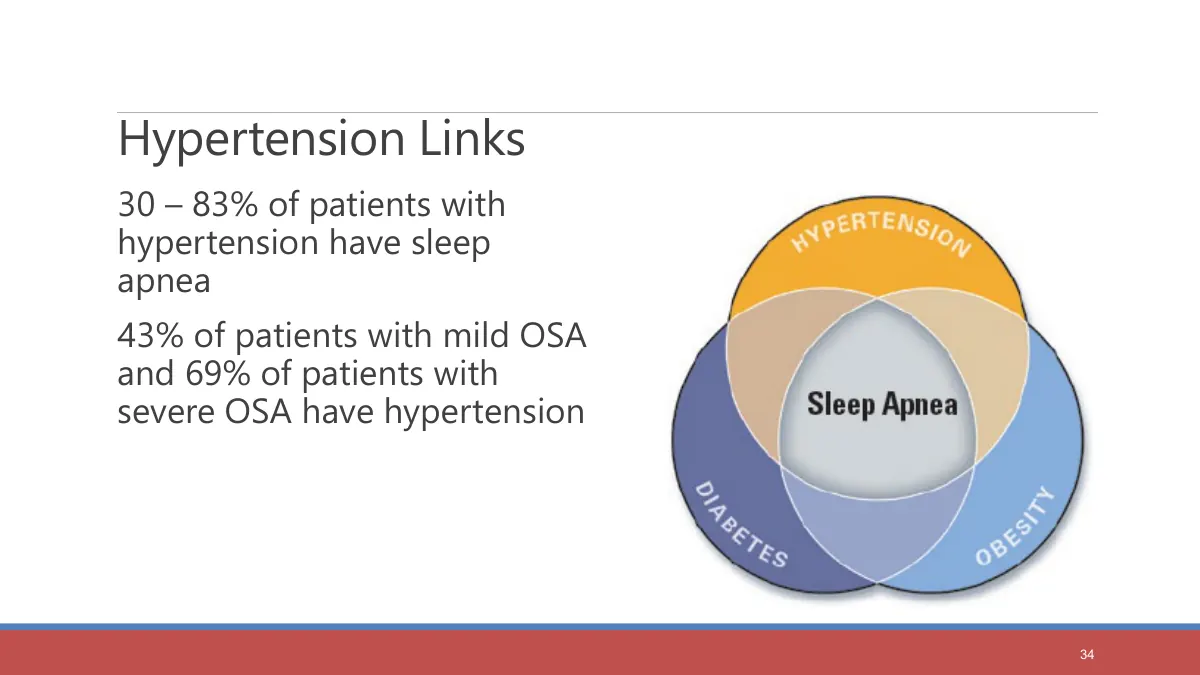 Hypertension Links
30 – 83% of patients with
hypertension have sleep
apnea
43% of patients with mild OSA
and 69% of patients with
severe OSA have hypertension
HYPERTENSION
Sleep Apnea
DIABETES
OBESITY
34